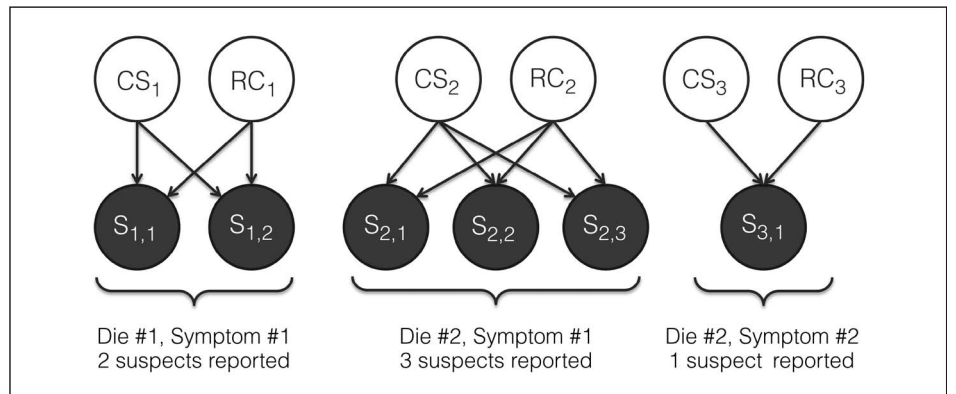 CS₁ RC₁ CS₂ RC₂ CS₃ RC₃
S₁,₁ S₁,₂ S₂,₁ S₂,₂ S₂,₃ S₃,₁
Die #1, Symptom #1
2 suspects reported
Die #2, Symptom #1
3 suspects reported
Die #2, Symptom #2
1 suspect reported